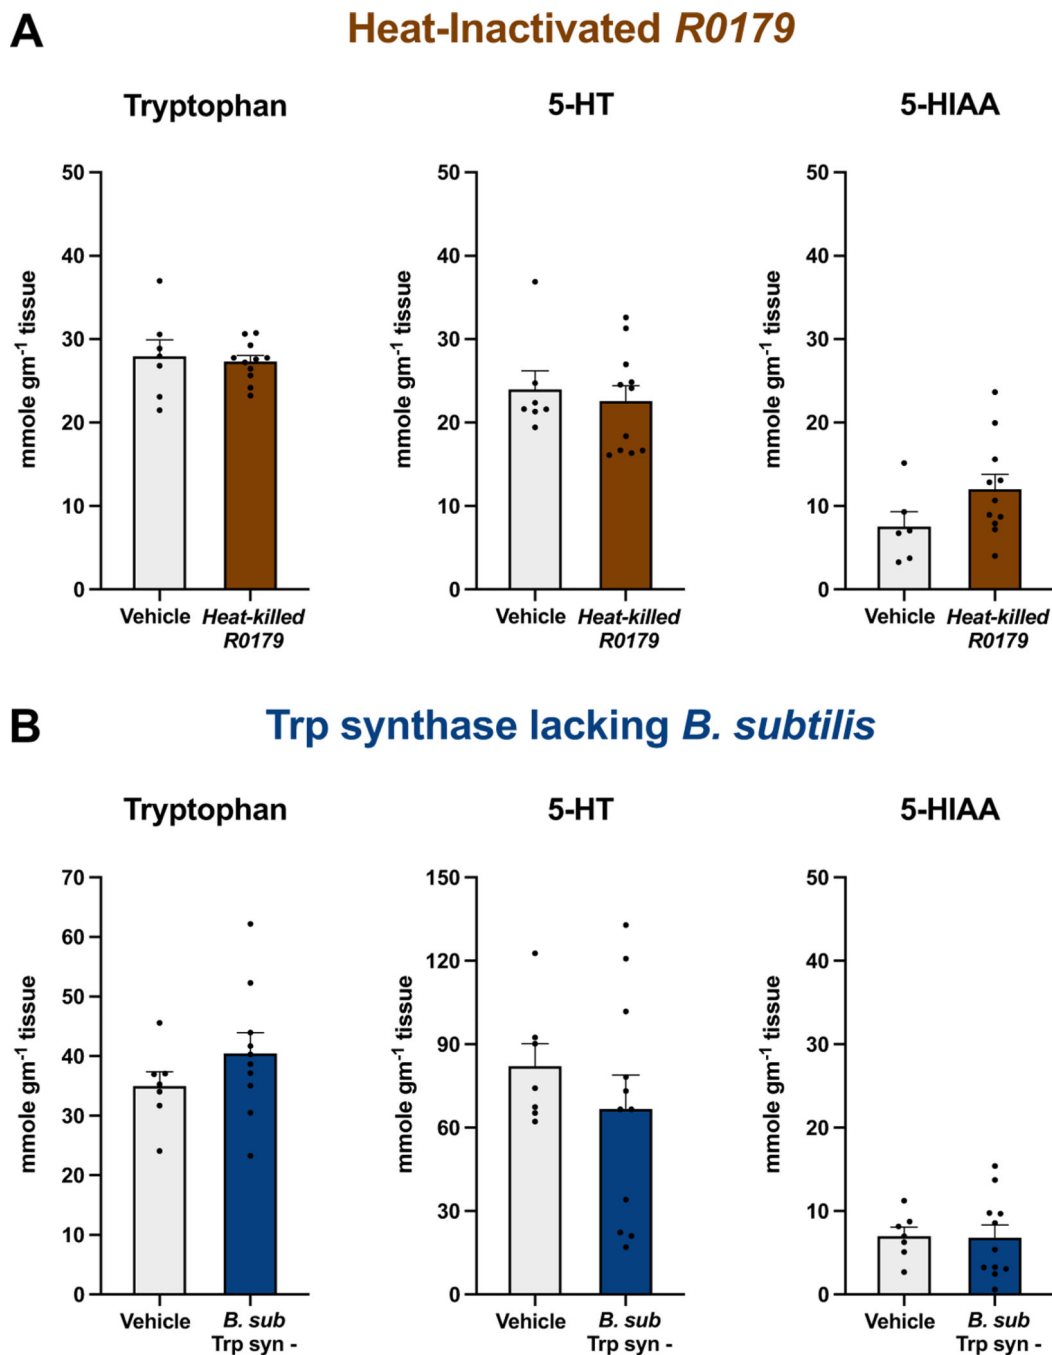 A
Heat-Inactivated R0179
Tryptophan
5-HT
5-HIAA
mmole gm⁻¹ tissue
50
40
30
20
10
0
Vehicle
Heat-killed
R0179
mmole gm⁻¹ tissue
50
40
30
20
10
0
Vehicle
Heat-killed
R0179
mmole gm⁻¹ tissue
50
40
30
20
10
0
Vehicle
Heat-killed
R0179
B
Trp synthase lacking B. subtilis
Tryptophan
5-HT
5-HIAA
mmole gm⁻¹ tissue
70
60
50
40
30
20
10
0
Vehicle
B. sub
Trp syn -
mmole gm⁻¹ tissue
150
120
90
60
30
0
Vehicle
B. sub
Trp syn -
mmole gm⁻¹ tissue
50
40
30
20
10
0
Vehicle
B. sub
Trp syn -